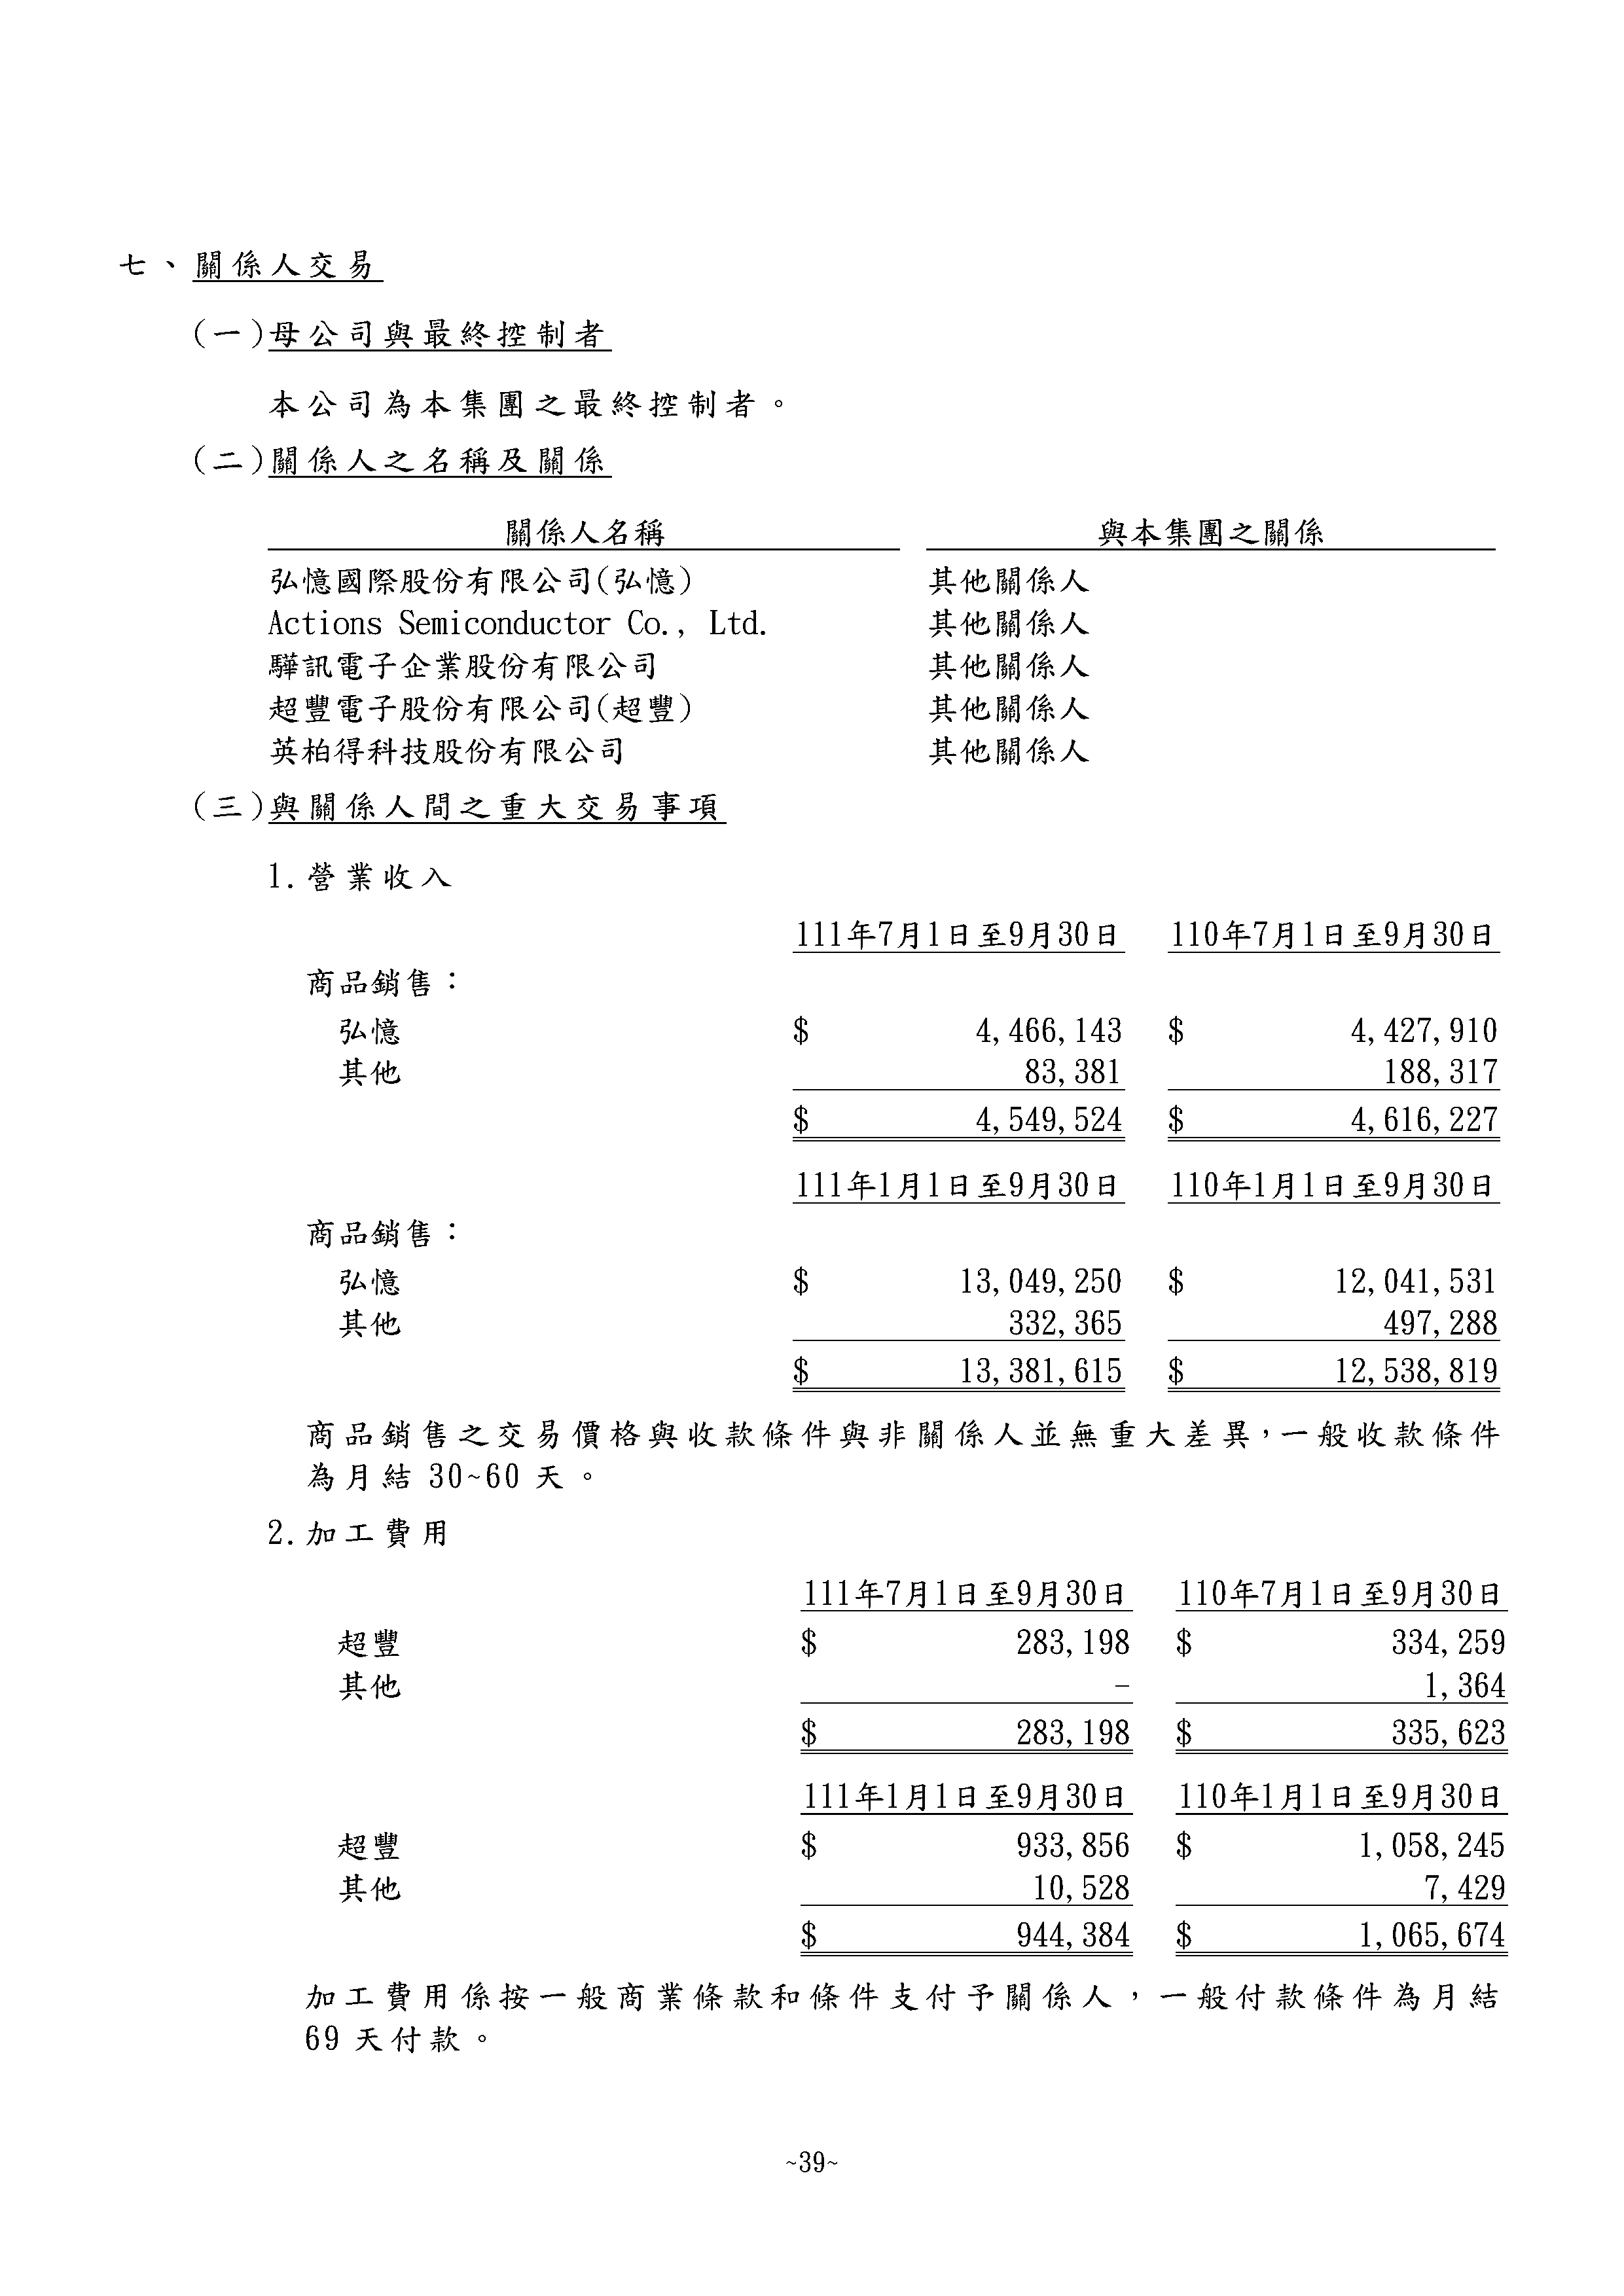 七、關係人交易
(一)母公司與最終控制者
本公司為本集團之最終控制者。
(二)關係人之名稱及關係
關係人名稱 與本集團之關係
弘憶國際股份有限公司(弘憶) 其他關係人
Actions Semiconductor Co., Ltd. 其他關係人
驊訊電子企業股份有限公司 其他關係人
超豐電子股份有限公司(超豐) 其他關係人
英柏得科技股份有限公司 其他關係人
(三)與關係人間之重大交易事項
1.營業收入
111年7月1日至9月30日 110年7月1日至9月30日
商品銷售：
弘憶 $ 4,466,143 $ 4,427,910
其他 83,381 188,317
$ 4,549,524 $ 4,616,227
111年1月1日至9月30日 110年1月1日至9月30日
商品銷售：
弘憶 $ 13,049,250 $ 12,041,531
其他 332,365 497,288
$ 13,381,615 $ 12,538,819
商品銷售之交易價格與收款條件與非關係人並無重大差異，一般收款條件
為月結 30~60 天。
2.加工費用
111年7月1日至9月30日 110年7月1日至9月30日
超豐 $ 283,198 $ 334,259
其他 - 1,364
$ 283,198 $ 335,623
111年1月1日至9月30日 110年1月1日至9月30日
超豐 $ 933,856 $ 1,058,245
其他 10,528 7,429
$ 944,384 $ 1,065,674
加工費用係按一般商業條款和條件支付予關係人，一般付款條件為月結
69 天付款。
~39~